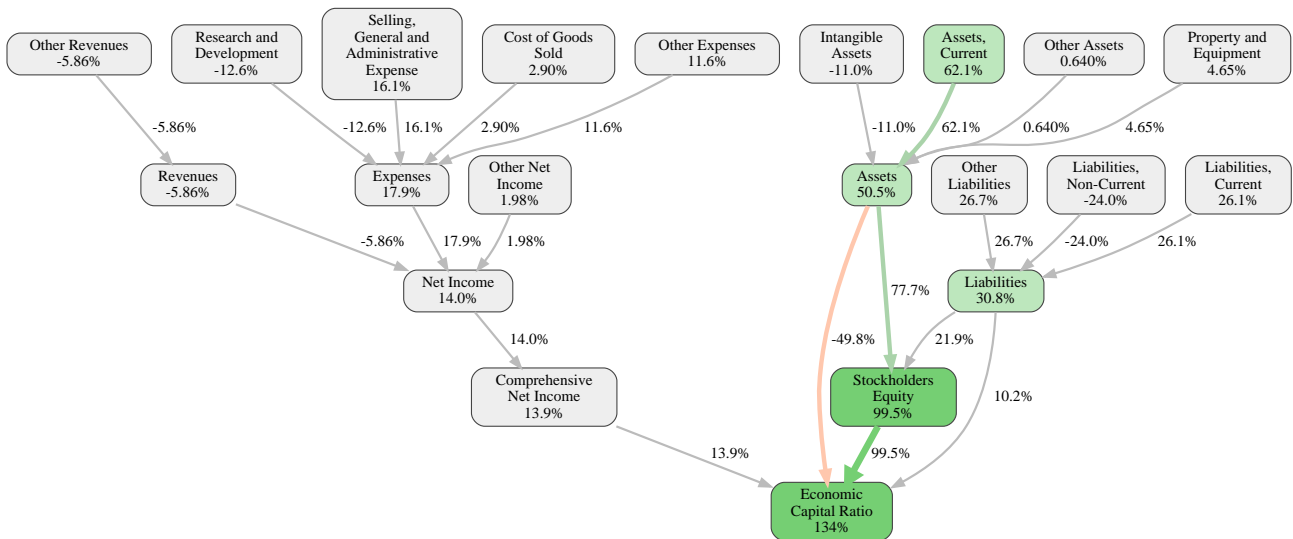 Other Revenues
-5.86%
Research and
Development
-12.6%
Selling,
General and
Administrative
Expense
16.1%
Cost of Goods
Sold
2.90%
Other Expenses
11.6%
Intangible
Assets
-11.0%
Assets,
Current
62.1%
Other Assets
0.640%
Property and
Equipment
4.65%
-5.86%
-12.6%
16.1%
2.90%
11.6%
-11.0%
62.1%
0.640%
4.65%
Revenues
-5.86%
Expenses
17.9%
Other Net
Income
1.98%
Assets
50.5%
Other
Liabilities
26.7%
Liabilities,
Non-Current
-24.0%
Liabilities,
Current
26.1%
-5.86%
17.9%
1.98%
26.7%
-24.0%
26.1%
Net Income
14.0%
77.7%
Liabilities
30.8%
14.0%
-49.8%
21.9%
Comprehensive
Net Income
13.9%
Stockholders
Equity
99.5%
10.2%
13.9%
99.5%
Economic
Capital Ratio
134%